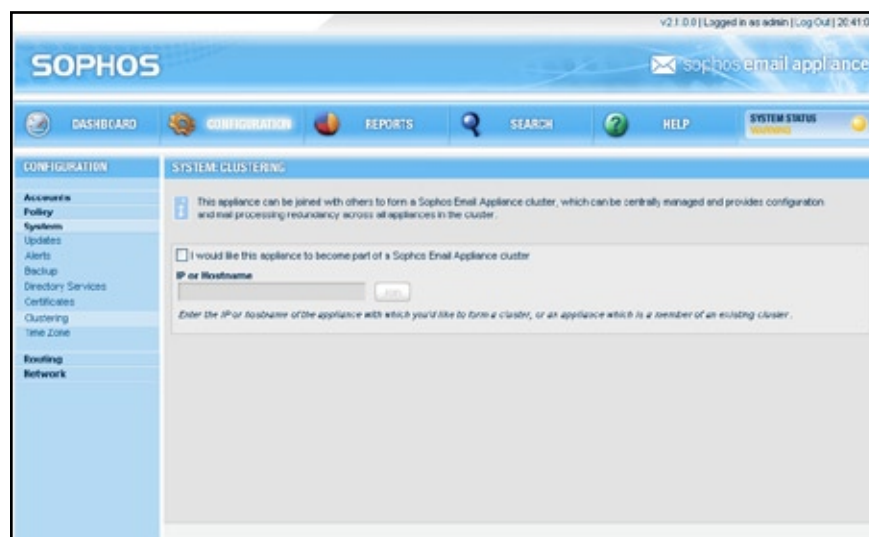 v2.1.0.0 | Logged in as admin | Log Out | 20:41:0
SOPHOS
sophos email appliance
DASHBOARD
CONFIGURATION
REPORTS
SEARCH
HELP
SYSTEM STATUS
WARNING
CONFIGURATION
SYSTEM: CLUSTERING
Accounts
Policy
System
Updates
Alerts
Backup
Directory Services
Certificates
Clustering
Time Zone
Routing
Network
This appliance can be joined with others to form a Sophos Email Appliance cluster, which can be centrally managed and provides configuration
and mail processing redundancy across all appliances in the cluster.
I would like this appliance to become part of a Sophos Email Appliance cluster
IP or Hostname
Join
Enter the IP or hostname of the appliance with which you'd like to form a cluster, or an appliance which is a member of an existing cluster.